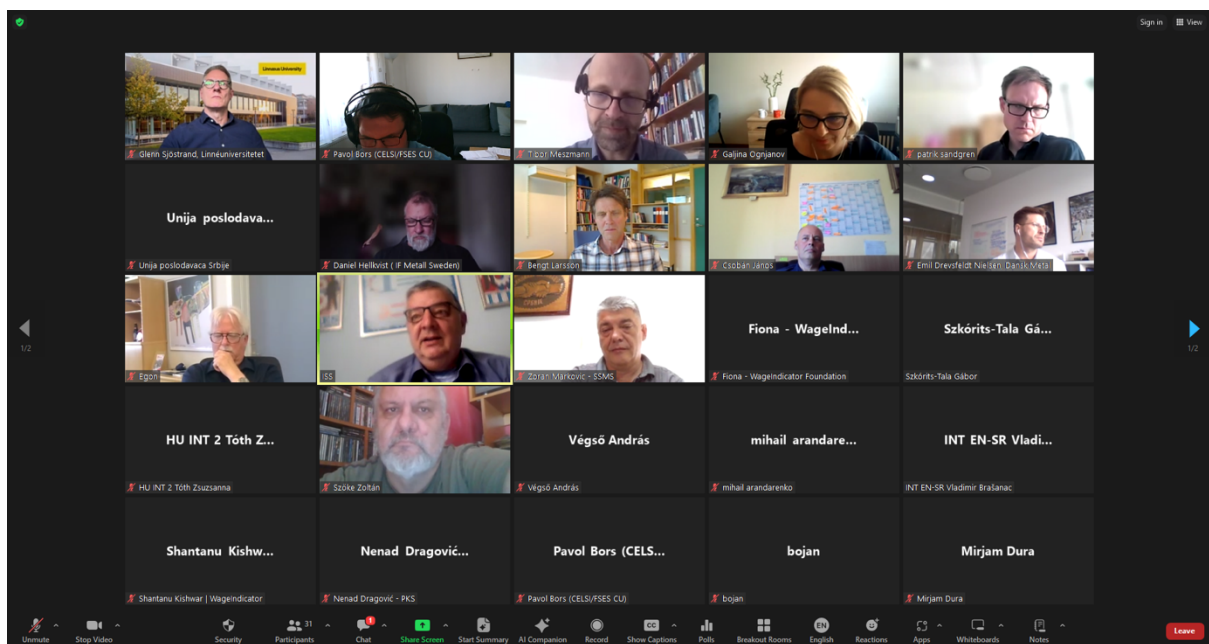 Sign in
View
Linnaeus University
Glenn Sjöstrand, Linnéuniversitetet
Pavol Bors (CELSI/FSES CU)
Tibor Meszmann
Galjina Ognjanov
patrik sandgren
Unija poslodava...
Unija poslodavaca Srbije
Daniel Hellkvist ( IF Metall Sweden)
Bengt Larsson
Csóbán János
Emil Drevsfeldt Nielsen, Dansk Metal
1/2
Egon
ISS
Zoran Markovic - SSMS
Fiona - WageInd...
Fiona - WageIndicator Foundation
Szkórits-Tala Gá...
Szkórits-Tala Gábor
1/2
HU INT 2 Tóth Z...
HU INT 2 Tóth Zsuzsanna
Szőke Zoltán
Végső András
Végső András
mihail arandare...
mihail arandarenko
INT EN-SR Vladi...
INT EN-SR Vladimir Brašanac
Shantanu Kishw...
Shantanu Kishwar | WageIndicator
Nenad Dragović...
Nenad Dragović - PKS
Pavol Bors (CELS...
Pavol Bors (CELSI/FSES CU)
bojan
bojan
Mirjam Dura
Mirjam Dura
Unmute
Stop Video
Security
Participants
31
Chat
1
Share Screen
Start Summary
AI Companion
Record
CC
Show Captions
Polls
Breakout Rooms
EN
English
Reactions
Apps
Whiteboards
Notes
Leave